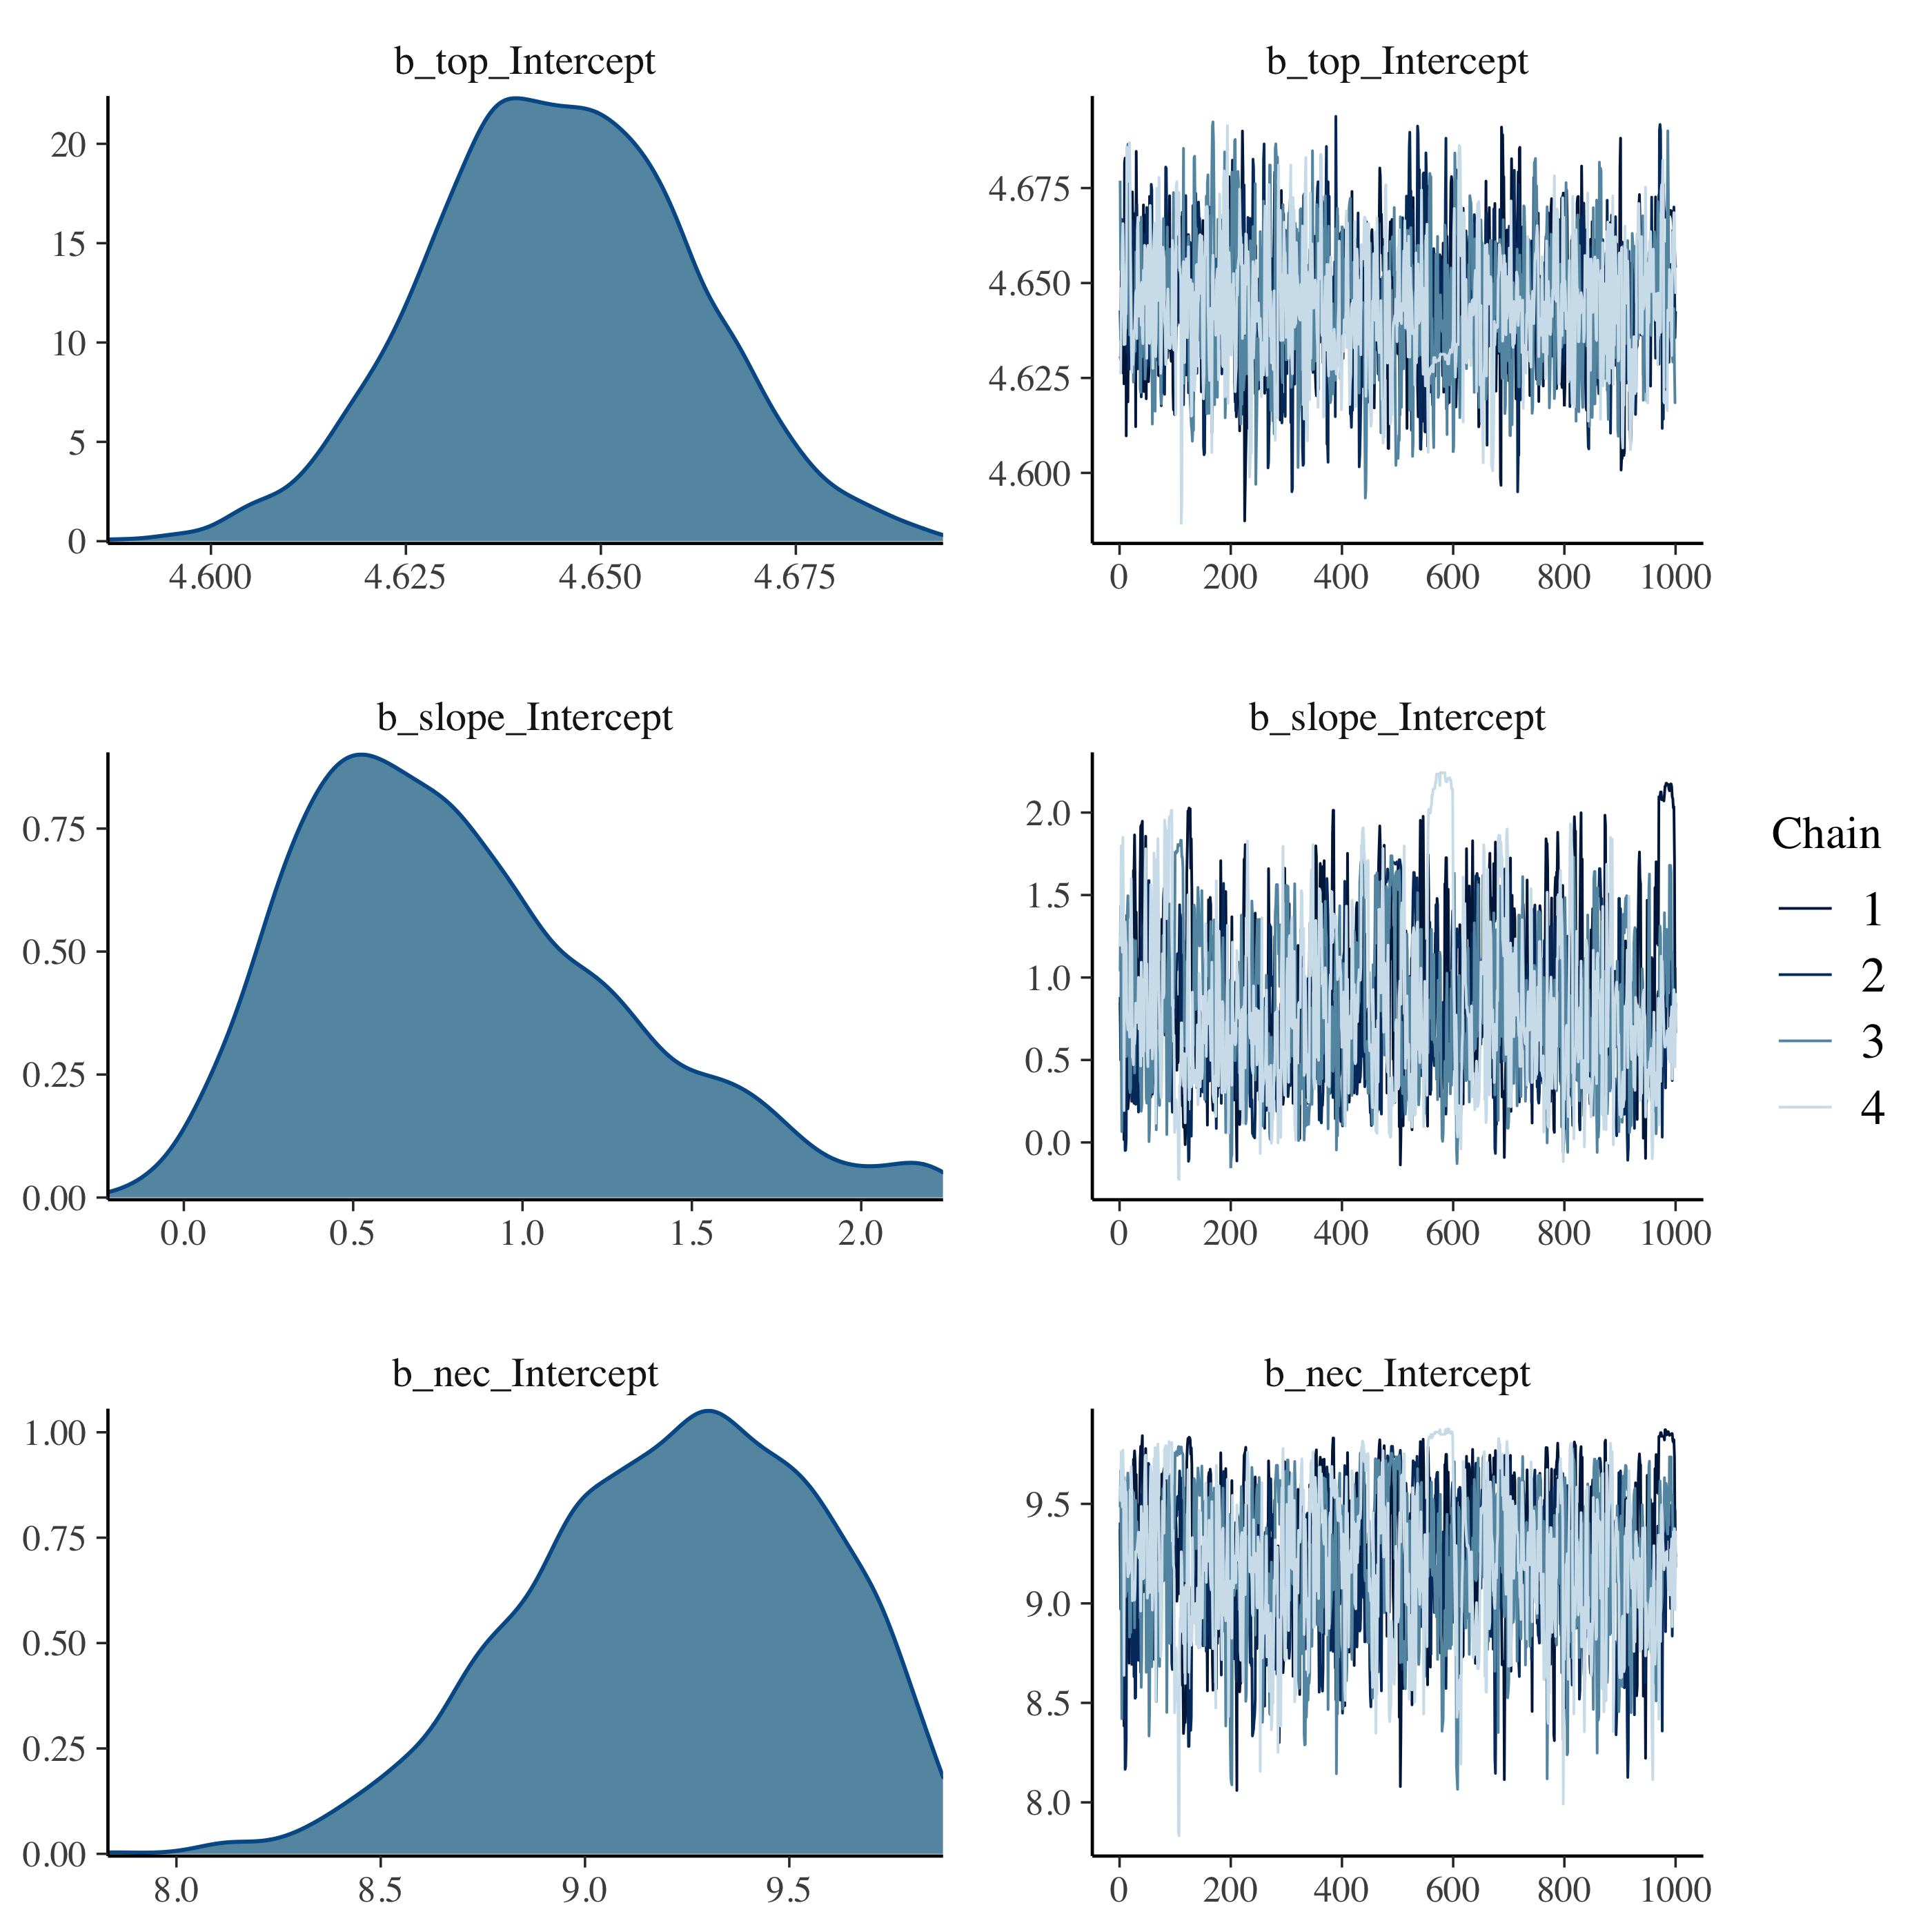 b_top_Intercept
20
15
10
5
0
4.600 4.625 4.650 4.675
b_top_Intercept
4.675
4.650
4.625
4.600
0 200 400 600 800 1000
b_slope_Intercept
0.75
0.50
0.25
0.00
0.0 0.5 1.0 1.5 2.0
b_slope_Intercept
2.0
1.5
1.0
0.5
0.0
0 200 400 600 800 1000
Chain
1
2
3
4
b_nec_Intercept
1.00
0.75
0.50
0.25
0.00
8.0 8.5 9.0 9.5
b_nec_Intercept
9.5
9.0
8.5
8.0
0 200 400 600 800 1000